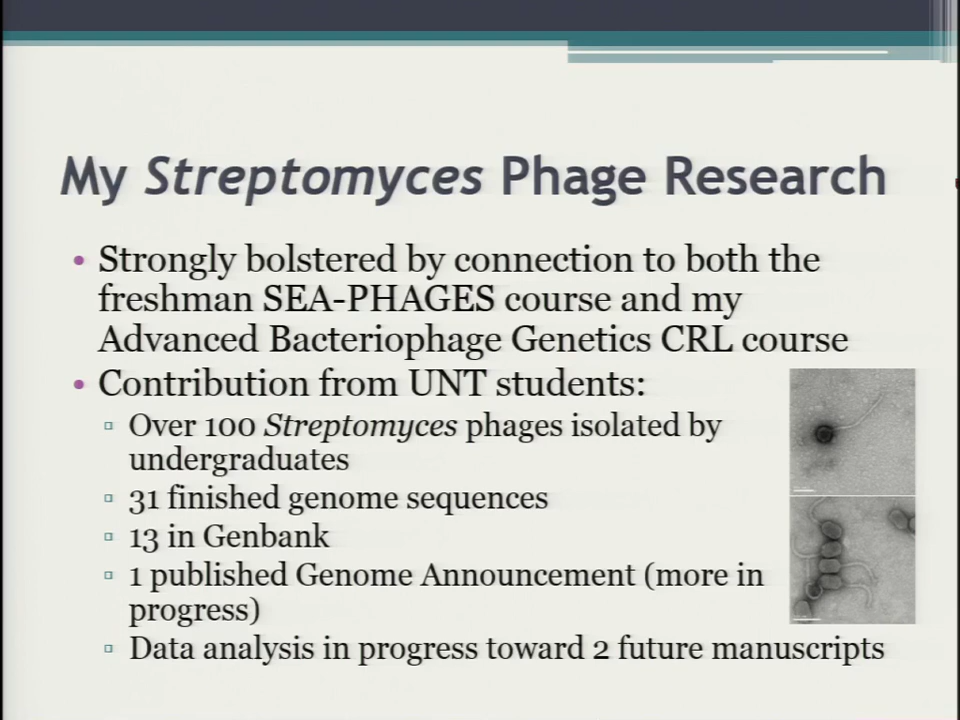 My Streptomyces Phage Research
• Strongly bolstered by connection to both the
freshman SEA-PHAGES course and my
Advanced Bacteriophage Genetics CRL course
• Contribution from UNT students:
▫ Over 100 Streptomyces phages isolated by
undergraduates
▫ 31 finished genome sequences
▫ 13 in Genbank
▫ 1 published Genome Announcement (more in
progress)
▫ Data analysis in progress toward 2 future manuscripts